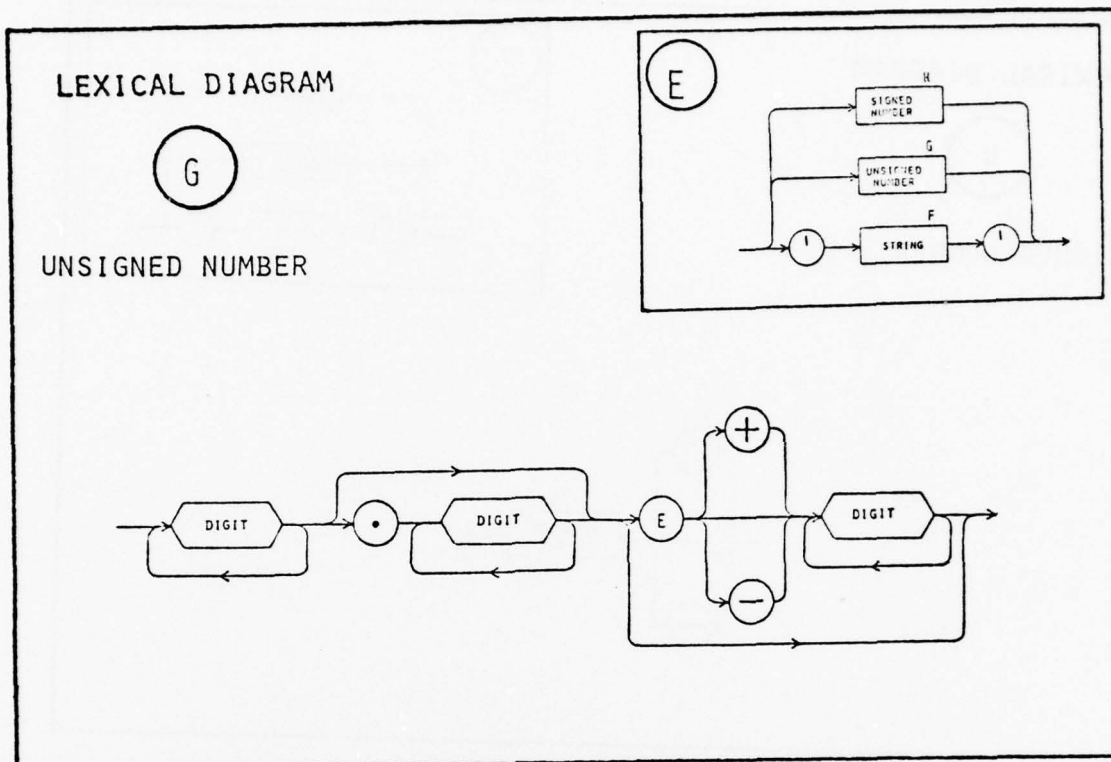 LEXICAL DIAGRAM
G
UNSIGNED NUMBER
E
H
SIGNED
NUMBER
G
UNSIGNED
NUMBER
F
' STRING '
+
DIGIT . DIGIT E DIGIT
−